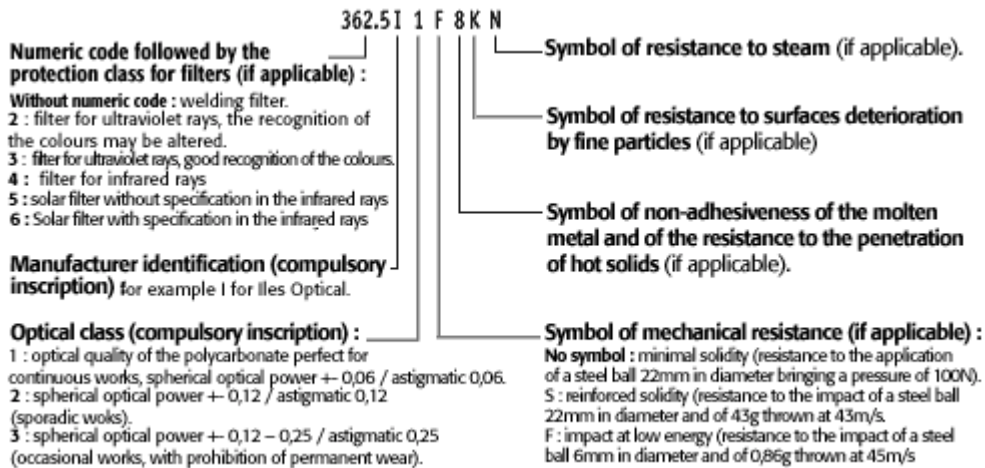 362.5I 1 F 8K N
Numeric code followed by the
protection class for filters (if applicable) :
Without numeric code : welding filter.
2 : filter for ultraviolet rays, the recognition of
the colours may be altered.
3 : filter for ultraviolet rays, good recognition of the colours.
4 : filter for infrared rays
5 : solar filter without specification in the infrared rays
6 : Solar filter with specification in the infrared rays
Manufacturer identification (compulsory
inscription) for example I for Iles Optical.
Optical class (compulsory inscription) :
1 : optical quality of the polycarbonate perfect for
continuous works, spherical optical power +- 0,06 / astigmatic 0,06.
2 : spherical optical power +- 0,12 / astigmatic 0,12
(sporadic woks).
3 : spherical optical power +- 0,12 – 0,25 / astigmatic 0,25
(occasional works, with prohibition of permanent wear).
Symbol of resistance to steam (if applicable).
Symbol of resistance to surfaces deterioration
by fine particles (if applicable)
Symbol of non-adhesiveness of the molten
metal and of the resistance to the penetration
of hot solids (if applicable).
Symbol of mechanical resistance (if applicable) :
No symbol : minimal solidity (resistance to the application
of a steel ball 22mm in diameter bringing a pressure of 100N).
S : reinforced solidity (resistance to the impact of a steel ball
22mm in diameter and of 43g thrown at 43m/s.
F : impact at low energy (resistance to the impact of a steel
ball 6mm in diameter and of 0,86g thrown at 45m/s